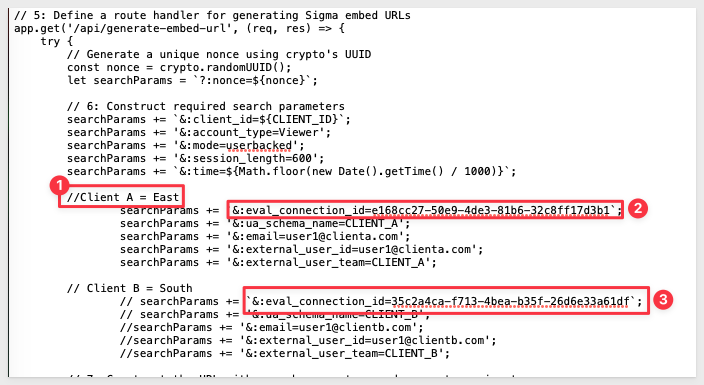 // 5: Define a route handler for generating Sigma embed URLs
app.get('/api/generate-embed-url', (req, res) => {
try {
// Generate a unique nonce using crypto's UUID
const nonce = crypto.randomUUID();
let searchParams = `?:nonce=${nonce}`;
// 6: Construct required search parameters
searchParams += `&:client_id=${CLIENT_ID}`;
searchParams += '&:account_type=Viewer';
searchParams += '&:mode=userbacked';
searchParams += '&:session_length=600';
searchParams += `&:time=${Math.floor(new Date().getTime() / 1000)}`;
1
//Client A = East
searchParams += `&:eval_connection_id=e168cc27-50e9-4de3-81b6-32c8ff17d3b1`;
2
searchParams += '&:ua_schema_name=CLIENT_A';
searchParams += '&:email=user1@clienta.com';
searchParams += '&:external_user_id=user1@clienta.com';
searchParams += '&:external_user_team=CLIENT_A';
// Client B = South
// searchParams += `&:eval_connection_id=35c2a4ca-f713-4bea-b35f-26d6e33a61df`;
3
// searchParams += '&:ua_schema_name=CLIENT_B';
//searchParams += '&:email=user1@clientb.com';
//searchParams += '&:external_user_id=user1@clientb.com';
//searchParams += '&:external_user_team=CLIENT_B';